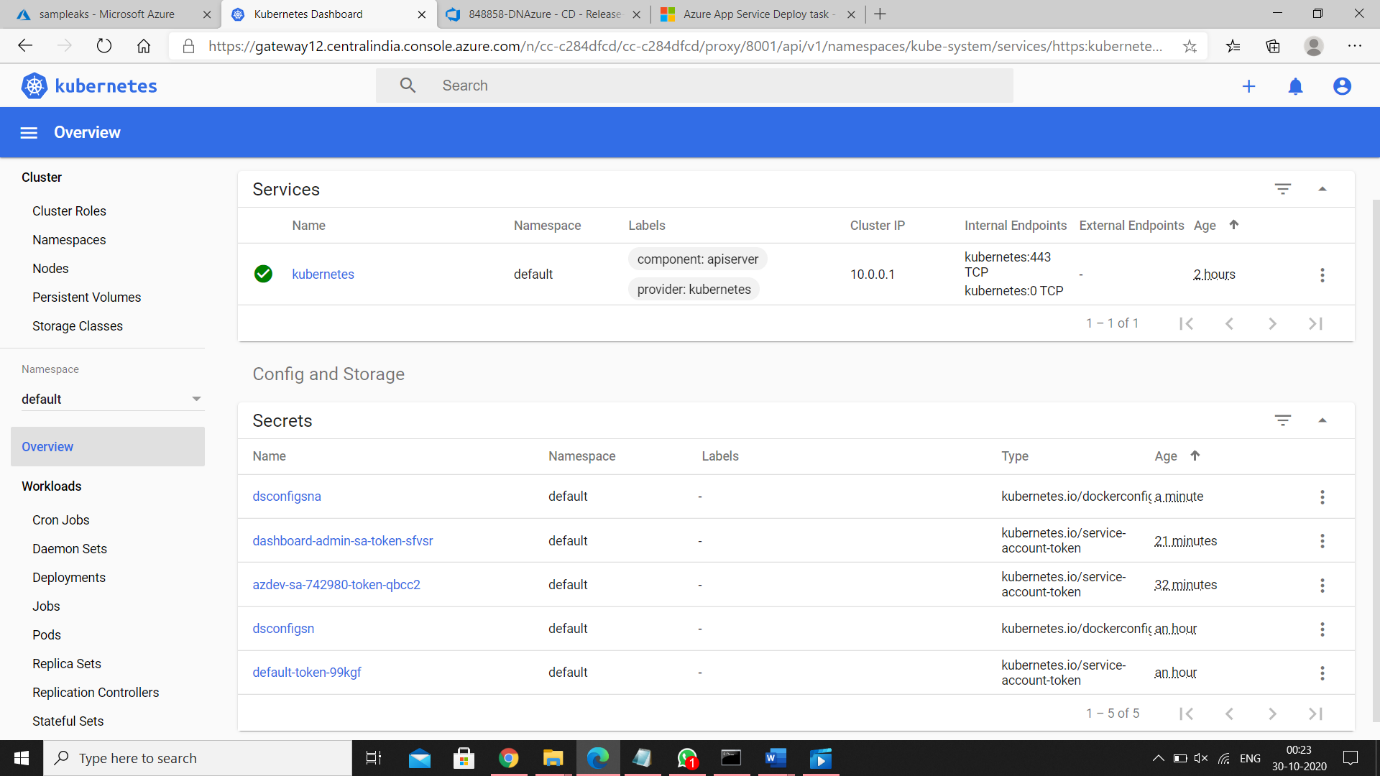 sampleaks - Microsoft Azure
Kubernetes Dashboard
848858-DNAzure - CD - Release
Azure App Service Deploy task -
https://gateway12.centralindia.console.azure.com/n/cc-c284dfcd/cc-c284dfcd/proxy/8001/api/v1/namespaces/kube-system/services/https:kubernete...
kubernetes
Search
Overview
Cluster
Cluster Roles
Namespaces
Nodes
Persistent Volumes
Storage Classes
Namespace
default
Overview
Workloads
Cron Jobs
Daemon Sets
Deployments
Jobs
Pods
Replica Sets
Replication Controllers
Stateful Sets
Services
Name Namespace Labels Cluster IP Internal Endpoints External Endpoints Age
kubernetes default component: apiserver provider: kubernetes 10.0.0.1 kubernetes:443 TCP kubernetes:0 TCP - 2 hours
1 – 1 of 1
Config and Storage
Secrets
Name Namespace Labels Type Age
dsconfigsna default - kubernetes.io/dockerconfig a minute
dashboard-admin-sa-token-sfvsr default - kubernetes.io/service-account-token 21 minutes
azdev-sa-742980-token-qbcc2 default - kubernetes.io/service-account-token 32 minutes
dsconfigsn default - kubernetes.io/dockerconfig an hour
default-token-99kgf default - kubernetes.io/service-account-token an hour
1 – 5 of 5
Type here to search
1
ENG
00:23
30-10-2020